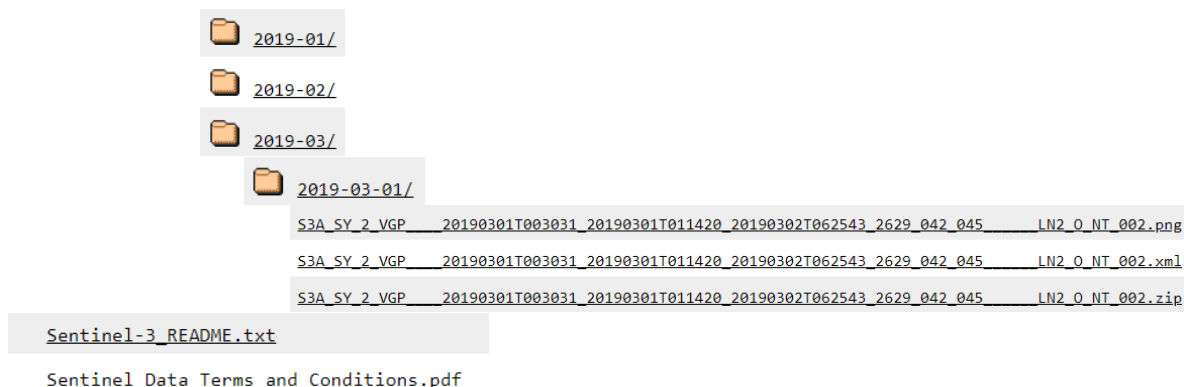 2019-01/
2019-02/
2019-03/
2019-03-01/
S3A_SY_2_VGP____20190301T003031_20190301T011420_20190302T062543_2629_042_045______LN2_O_NT_002.png
S3A_SY_2_VGP____20190301T003031_20190301T011420_20190302T062543_2629_042_045______LN2_O_NT_002.xml
S3A_SY_2_VGP____20190301T003031_20190301T011420_20190302T062543_2629_042_045______LN2_O_NT_002.zip
Sentinel-3_README.txt
Sentinel Data Terms and Conditions.pdf